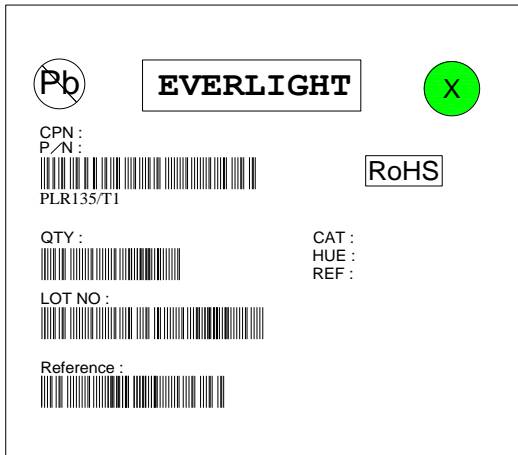 Pb
EVERLIGHT
X
CPN :
P/N :
RoHS
PLR135/T1
QTY :
CAT :
HUE :
REF :
LOT NO :
Reference :